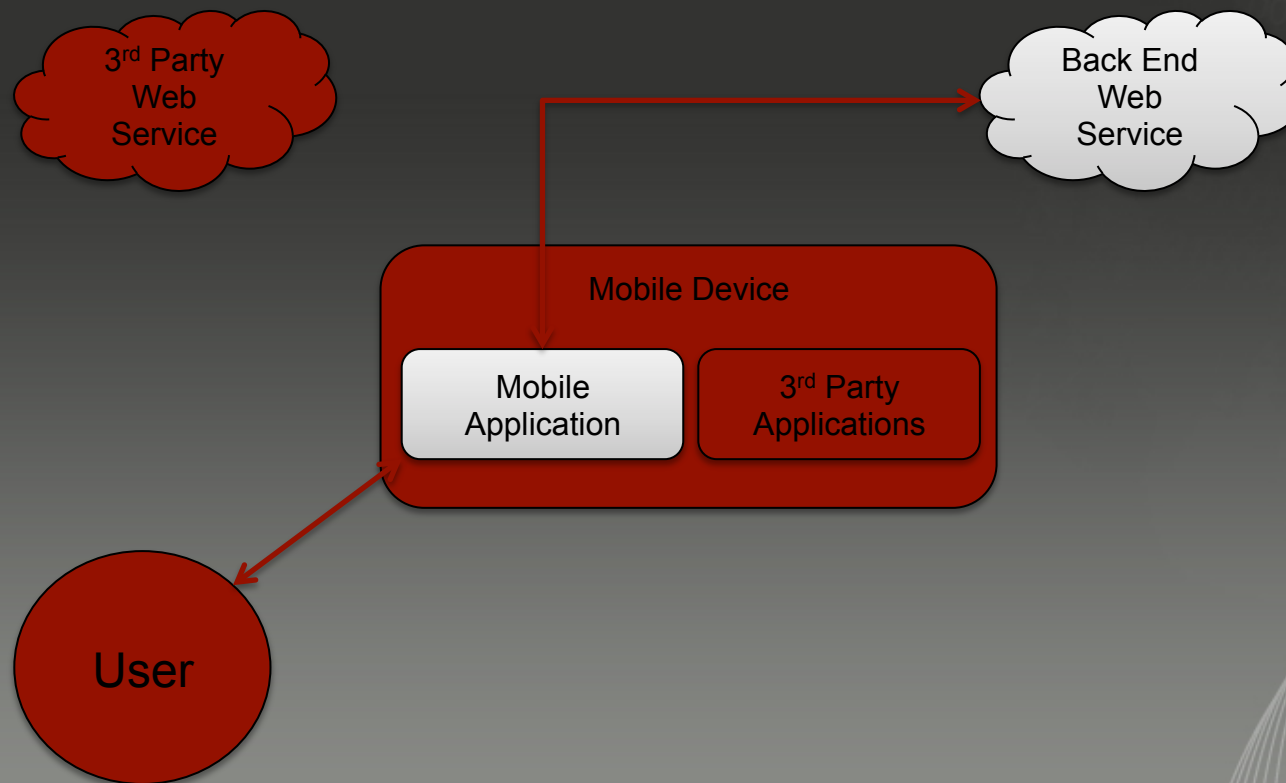 3rd Party
Web
Service
Back End
Web
Service
Mobile Device
Mobile
Application
3rd Party
Applications
User